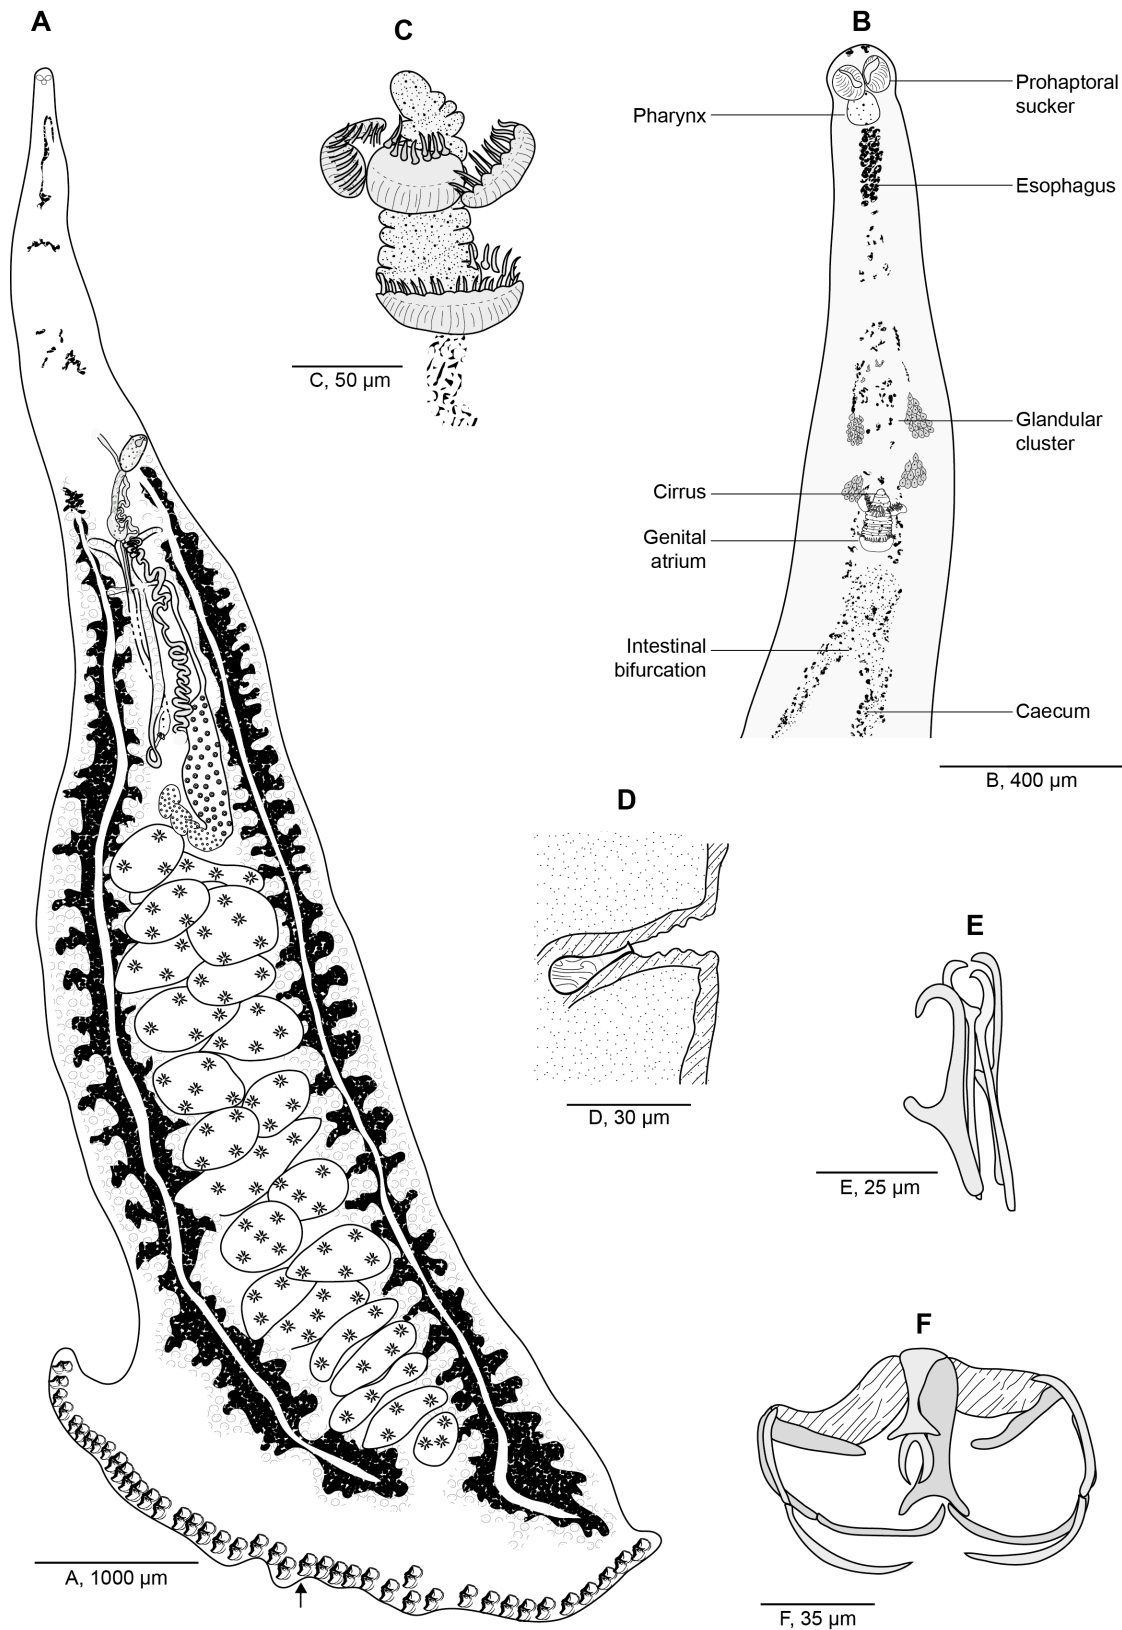 A
C
B
Prohaptoral
sucker
Pharynx
Esophagus
C, 50 µm
Glandular
cluster
Cirrus
Genital
atrium
Intestinal
bifurcation
Caecum
B, 400 µm
D
D, 30 µm
E
E, 25 µm
F
A, 1000 µm
F, 35 µm